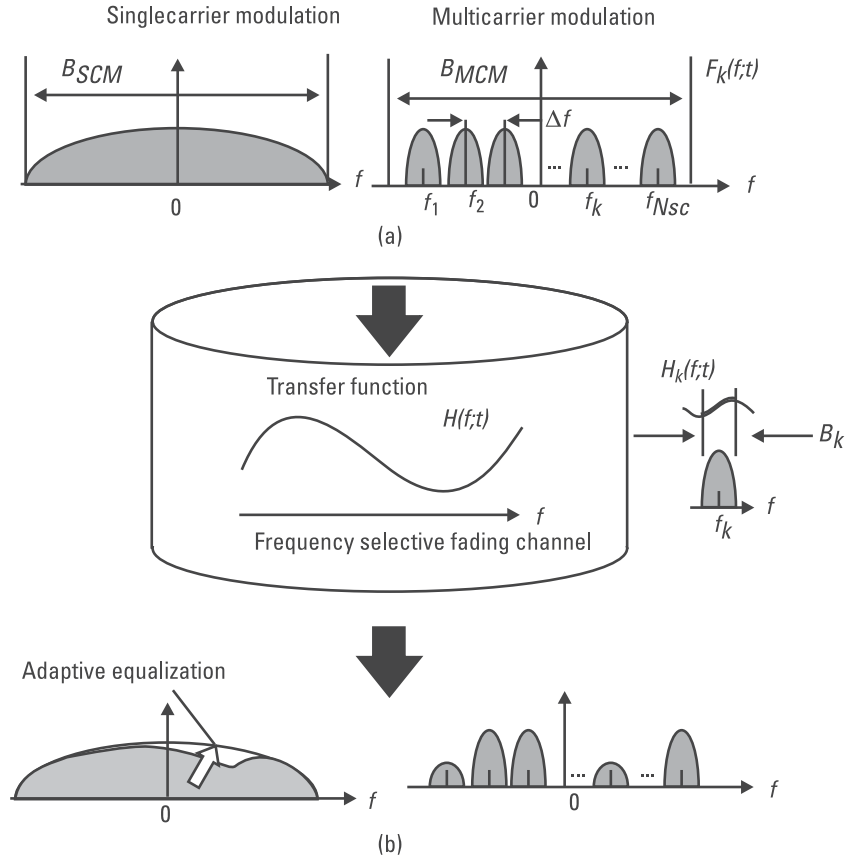 Singlecarrier modulation
Multicarrier modulation
B_SCM
B_MCM
F_k(f;t)
Δf
f
0
f_1
f_2
0
...
f_k
...
f_Nsc
f
(a)
Transfer function
H(f;t)
f
Frequency selective fading channel
H_k(f;t)
B_k
f_k
f
Adaptive equalization
0
f
...
0
...
f
(b)